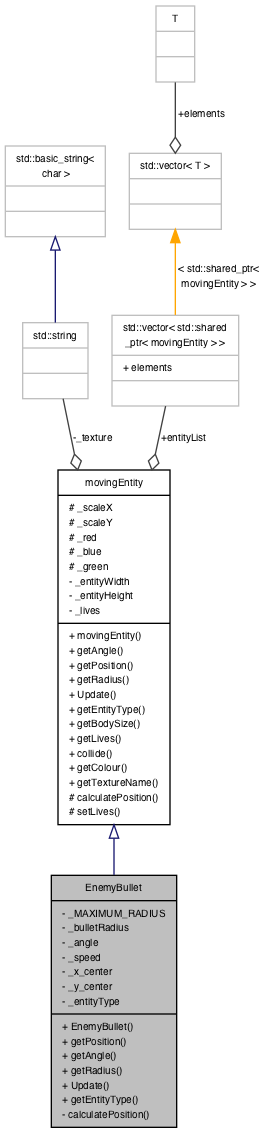 T
+elements
std::basic_string<
char >
std::vector< T >
< std::shared_ptr<
movingEntity > >
std::string
std::vector< std::shared
_ptr< movingEntity > >
+ elements
-_texture
+entityList
movingEntity
# _scaleX
# _scaleY
# _red
# _blue
# _green
- _entityWidth
- _entityHeight
- _lives
+ movingEntity()
+ getAngle()
+ getPosition()
+ getRadius()
+ Update()
+ getEntityType()
+ getBodySize()
+ getLives()
+ collide()
+ getColour()
+ getTextureName()
# calculatePosition()
# setLives()
EnemyBullet
- _MAXIMUM_RADIUS
- _bulletRadius
- _angle
- _speed
- _x_center
- _y_center
- _entityType
+ EnemyBullet()
+ getPosition()
+ getAngle()
+ getRadius()
+ Update()
+ getEntityType()
- calculatePosition()